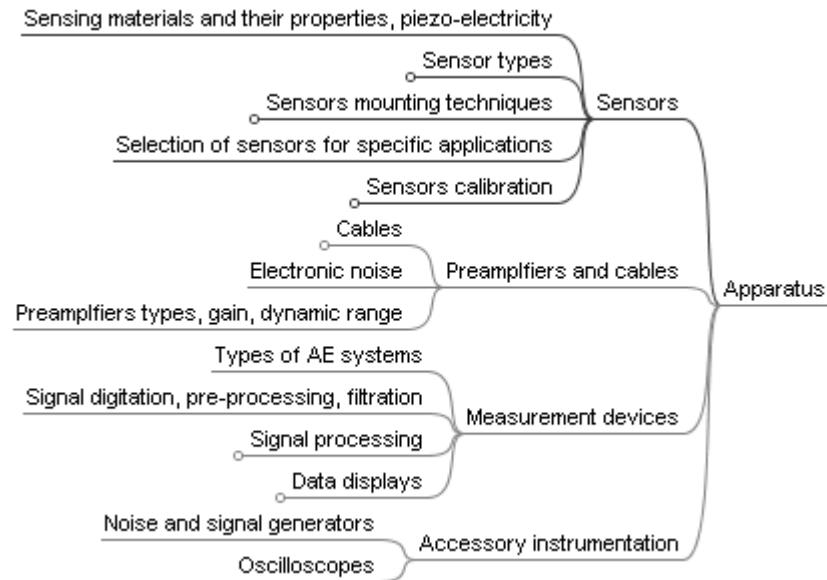 Sensing materials and their properties, piezo-electricity
Sensor types
Sensors mounting techniques
Sensors
Selection of sensors for specific applications
Sensors calibration
Cables
Electronic noise
Preamplfiers and cables
Apparatus
Preamplfiers types, gain, dynamic range
Types of AE systems
Signal digitation, pre-processing, filtration
Measurement devices
Signal processing
Data displays
Noise and signal generators
Accessory instrumentation
Oscilloscopes